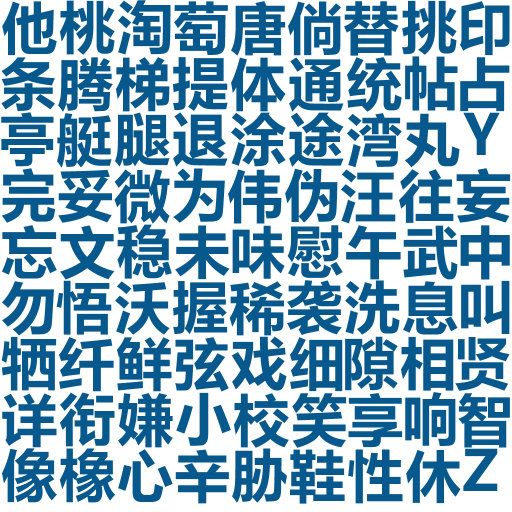 他桃淘萄唐倘替挑印
条腾梯提体通统帖占
亭艇腿退涂途湾丸Y
完妥微为伟伪汪往妄
忘文稳未味慰午武中
勿悟沃握稀袭洗息叫
牺纤鲜弦戏细隙相贤
详衔嫌小校笑享响智
像橡心辛胁鞋性休Z